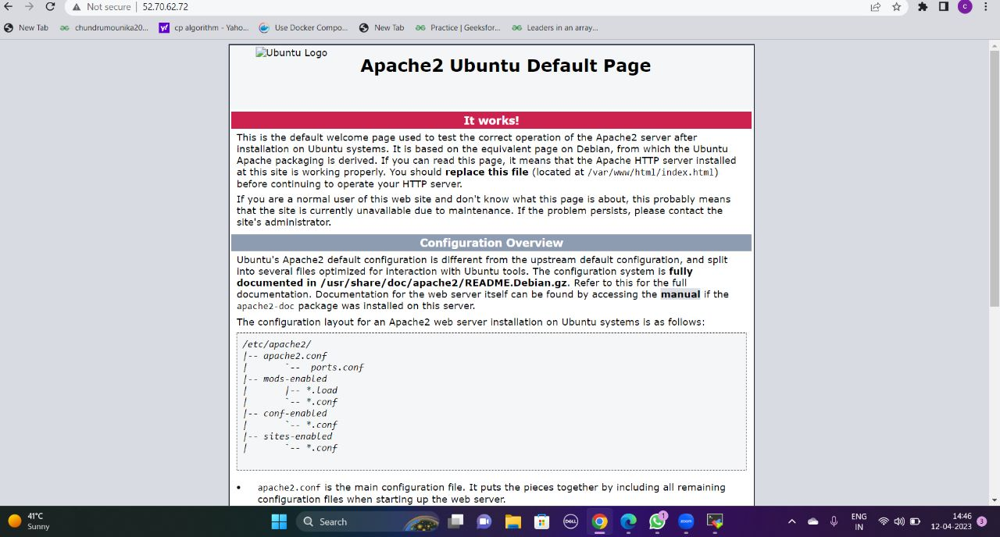 Not secure | 52.70.62.72
C
New Tab
chundrumounika20...
cp algorithm - Yaho...
Use Docker Compo...
New Tab
Practice | Geeksfor...
Leaders in an array...
Ubuntu Logo
Apache2 Ubuntu Default Page
It works!
This is the default welcome page used to test the correct operation of the Apache2 server after
installation on Ubuntu systems. It is based on the equivalent page on Debian, from which the Ubuntu
Apache packaging is derived. If you can read this page, it means that the Apache HTTP server installed
at this site is working properly. You should replace this file (located at /var/www/html/index.html)
before continuing to operate your HTTP server.
If you are a normal user of this web site and don't know what this page is about, this probably means
that the site is currently unavailable due to maintenance. If the problem persists, please contact the
site's administrator.
Configuration Overview
Ubuntu's Apache2 default configuration is different from the upstream default configuration, and split
into several files optimized for interaction with Ubuntu tools. The configuration system is fully
documented in /usr/share/doc/apache2/README.Debian.gz. Refer to this for the full
documentation. Documentation for the web server itself can be found by accessing the manual if the
apache2-doc package was installed on this server.
The configuration layout for an Apache2 web server installation on Ubuntu systems is as follows:
/etc/apache2/
|-- apache2.conf
|       `--  ports.conf
|-- mods-enabled
|       |-- *.load
|       `-- *.conf
|-- conf-enabled
|       `-- *.conf
|-- sites-enabled
|       `-- *.conf
• apache2.conf is the main configuration file. It puts the pieces together by including all remaining
configuration files when starting up the web server.
41°C
Sunny
Search
DELL
1
zoom
ENG
IN
14:46
12-04-2023
3